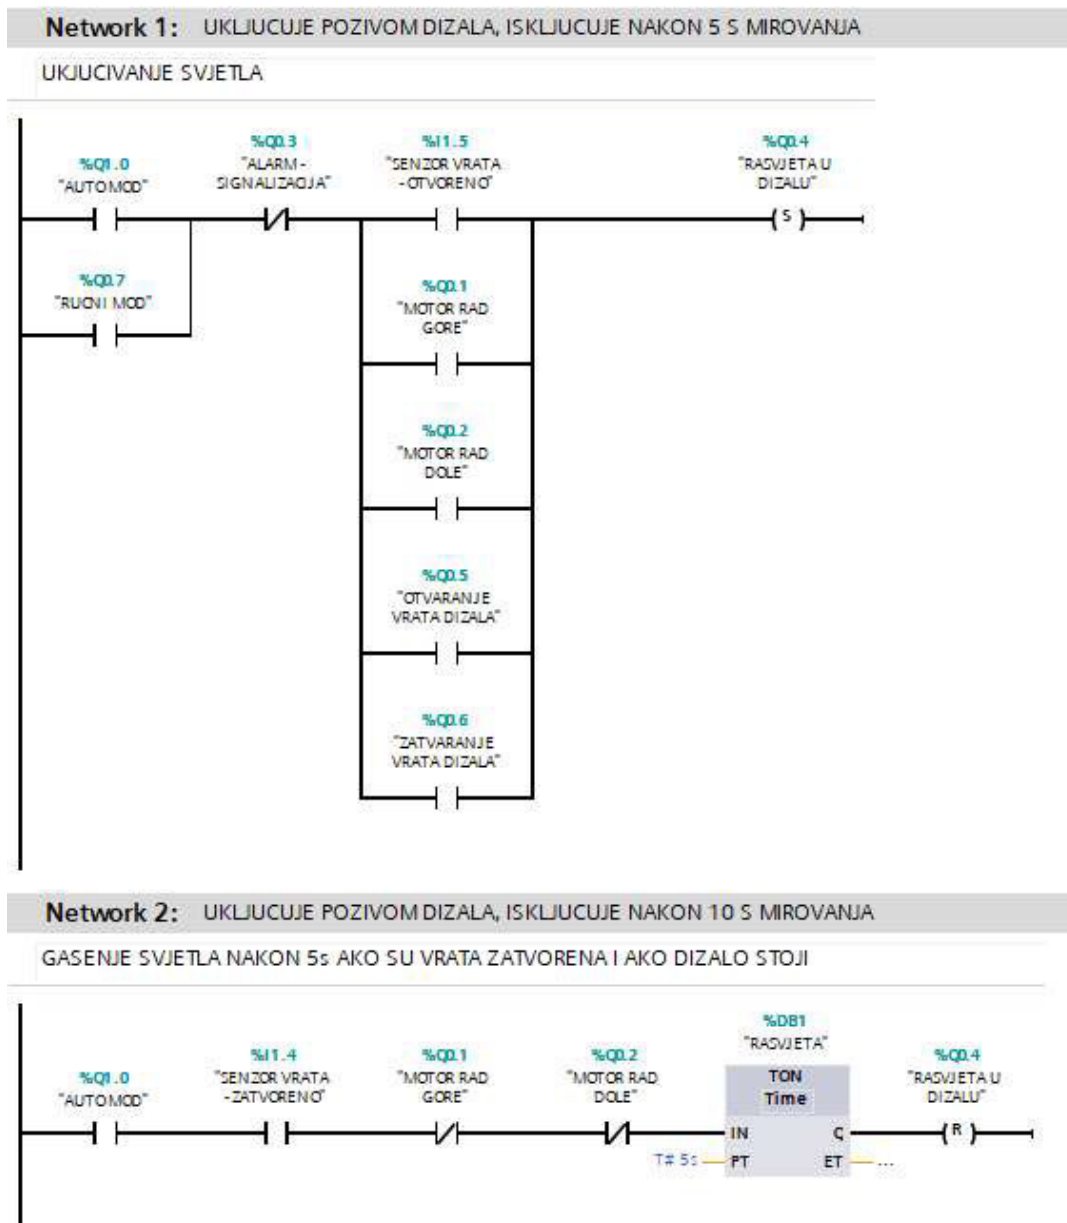 Network 1: UKLJUCUJE POZIVOM DIZALA, ISKLJUCUJE NAKON 5 S MIROVANJA
UKJUCIVANJE SVJETLA
%Q1.0
"AUTO MOD"
%Q0.3
"ALARM -
SIGNALIZACIJA"
%I1.5
"SENZOR VRATA
- OTVORENO"
%Q0.4
"RASVJETA U
DIZALU"
S
%Q0.7
"RUCNI MOD"
%Q0.1
"MOTOR RAD
GORE"
%Q0.2
"MOTOR RAD
DOLE"
%Q0.5
"OTVARANJE
VRATA DIZALA"
%Q0.6
"ZATVARANJE
VRATA DIZALA"
Network 2: UKLJUCUJE POZIVOM DIZALA, ISKLJUCUJE NAKON 10 S MIROVANJA
GASENJE SVJETLA NAKON 5s AKO SU VRATA ZATVORENA I AKO DIZALO STOJI
%Q1.0
"AUTO MOD"
%I1.4
"SENZOR VRATA
- ZATVORENO"
%Q0.1
"MOTOR RAD
GORE"
%Q0.2
"MOTOR RAD
DOLE"
%DB1
"RASVJETA"
TON
Time
IN Q
T# 5s PT ET ...
%Q0.4
"RASVJETA U
DIZALU"
R